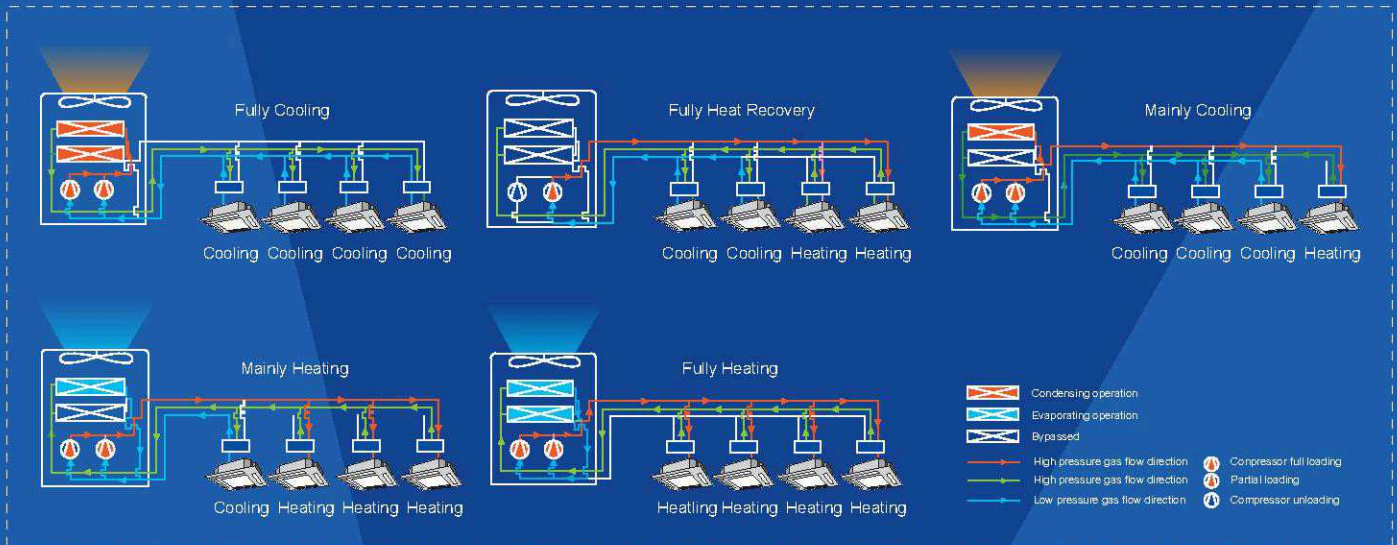 Fully Cooling
Cooling Cooling Cooling Cooling
Fully Heat Recovery
Cooling Cooling Heating Heating
Mainly Cooling
Cooling Cooling Cooling Heating
Mainly Heating
Cooling Heating Heating Heating
Fully Heating
Heatling Heating Heating Heating
Condensing operation
Evaporating operation
Bypassed
High pressure gas flow direction
High pressure gas flow direction
Low pressure gas flow direction
Conpressor full loading
Partial loading
Compressor unloading